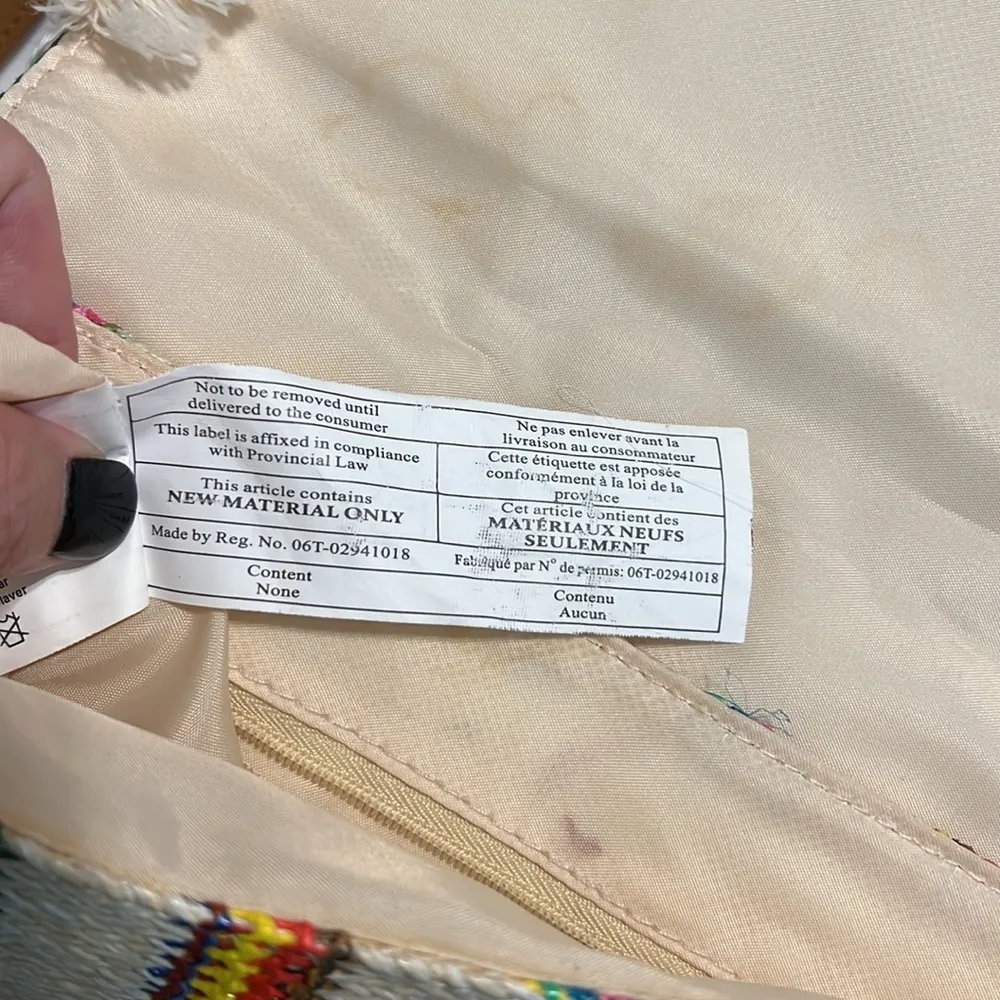 Not to be removed until
delivered to the consumer
Ne pas enlever avant la
livraison au consommateur
This label is affixed in compliance
with Provincial Law
Cette étiquette est apposée
conformément à la loi de la
province
This article contains
NEW MATERIAL ONLY
Cet article contient des
MATÉRIAUX NEUFS
SEULEMENT
Made by Reg. No. 06T-02941018
Fabriqué par N° de permis: 06T-02941018
Content
None
Contenu
Aucun